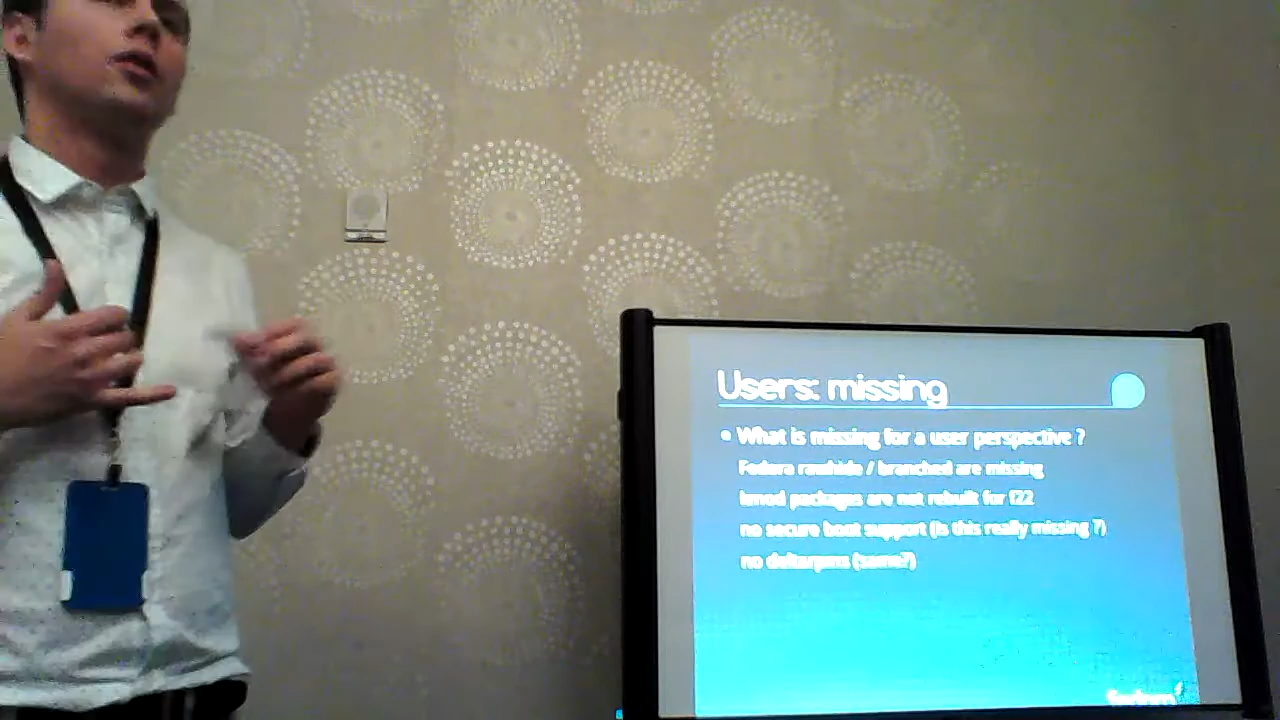 Users: missing
• What is missing for a user perspective ?
Fedora rawhide / branched are missing
kmod packages are not rebuilt for f22
no secure boot support (is this really missing ?)
no deltarpms (same?)